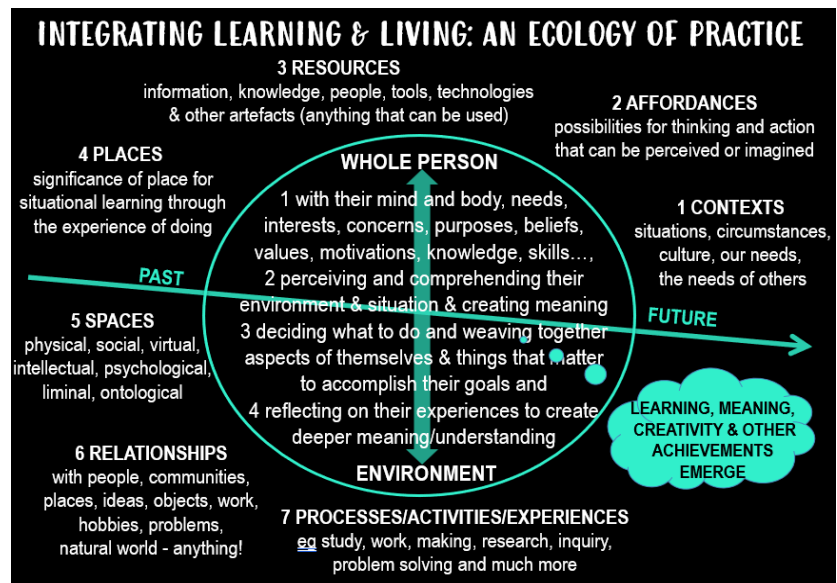 INTEGRATING LEARNING & LIVING: AN ECOLOGY OF PRACTICE
3 RESOURCES
information, knowledge, people, tools, technologies
& other artefacts (anything that can be used)
2 AFFORDANCES
possibilities for thinking and action
that can be perceived or imagined
4 PLACES
significance of place for
situational learning through
the experience of doing
WHOLE PERSON
1 with their mind and body, needs,
interests, concerns, purposes, beliefs,
values, motivations, knowledge, skills...,
2 perceiving and comprehending their
environment & situation & creating meaning
3 deciding what to do and weaving together
aspects of themselves & things that matter
to accomplish their goals and
4 reflecting on their experiences to create
deeper meaning/understanding
ENVIRONMENT
1 CONTEXTS
situations, circumstances,
culture, our needs,
the needs of others
PAST
FUTURE
5 SPACES
physical, social, virtual,
intellectual, psychological,
liminal, ontological
LEARNING, MEANING,
CREATIVITY & OTHER
ACHIEVEMENTS
EMERGE
6 RELATIONSHIPS
with people, communities,
places, ideas, objects, work,
hobbies, problems,
natural world - anything!
7 PROCESSES/ACTIVITIES/EXPERIENCES
eg study, work, making, research, inquiry,
problem solving and much more